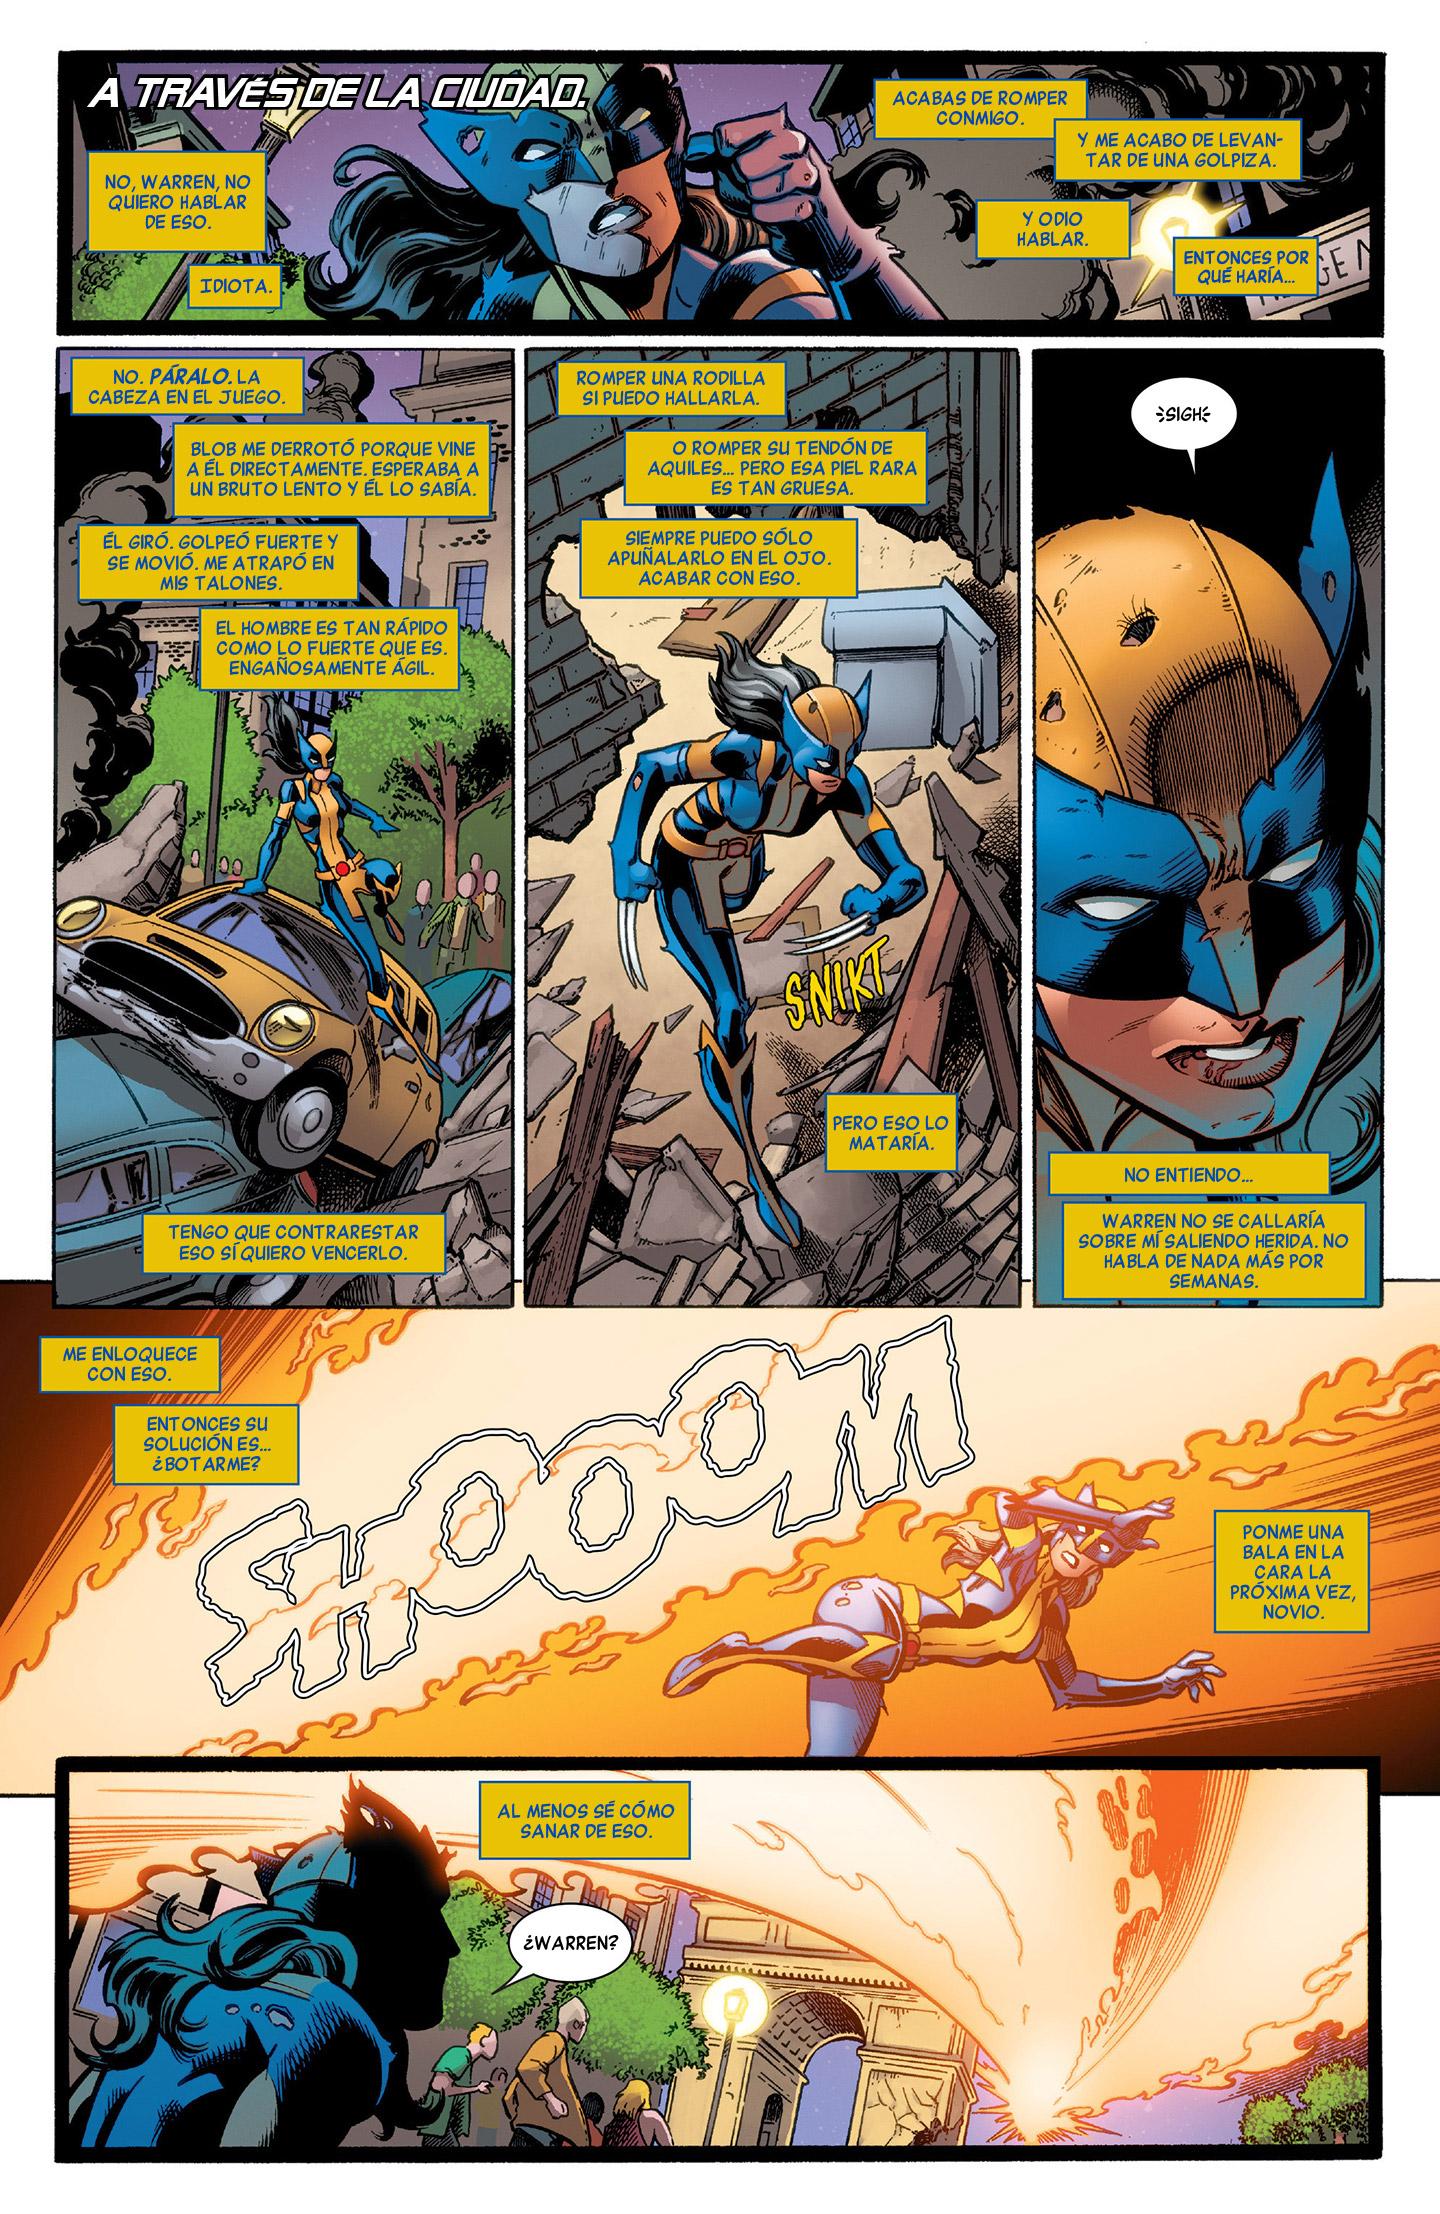 A TRAVÉS DE LA CIUDAD.
NO, WARREN, NO
QUIERO HABLAR
DE ESO.
IDIOTA.
ACABAS DE ROMPER
CONMIGO.
Y ME ACABO DE LEVAN-
TAR DE UNA GOLPIZA.
Y ODIO
HABLAR.
ENTONCES POR
QUÉ HARÍA...
NO. PÁRALO. LA
CABEZA EN EL JUEGO.
BLOB ME DERROTÓ PORQUE VINE
A ÉL DIRECTAMENTE. ESPERABA A
UN BRUTO LENTO Y ÉL LO SABÍA.
ÉL GIRÓ. GOLPEÓ FUERTE Y
SE MOVIÓ. ME ATRAPÓ EN
MIS TALONES.
EL HOMBRE ES TAN RÁPIDO
COMO LO FUERTE QUE ES.
ENGAÑOSAMENTE ÁGIL.
TENGO QUE CONTRARESTAR
ESO SÍ QUIERO VENCERLO.
ROMPER UNA RODILLA
SI PUEDO HALLARLA.
O ROMPER SU TENDÓN DE
AQUILES... PERO ESA PIEL RARA
ES TAN GRUESA.
SIEMPRE PUEDO SÓLO
APUÑALARLO EN EL OJO.
ACABAR CON ESO.
SNIKT
PERO ESO LO
MATARÍA.
SIGH
NO ENTIENDO...
WARREN NO SE CALLARÍA
SOBRE MÍ SALIENDO HERIDA. NO
HABLA DE NADA MÁS POR
SEMANAS.
ME ENLOQUECE
CON ESO.
ENTONCES SU
SOLUCIÓN ES...
¿BOTARME?
SHOOOM
PONME UNA
BALA EN LA
CARA LA
PRÓXIMA VEZ,
NOVIO.
AL MENOS SÉ CÓMO
SANAR DE ESO.
¿WARREN?